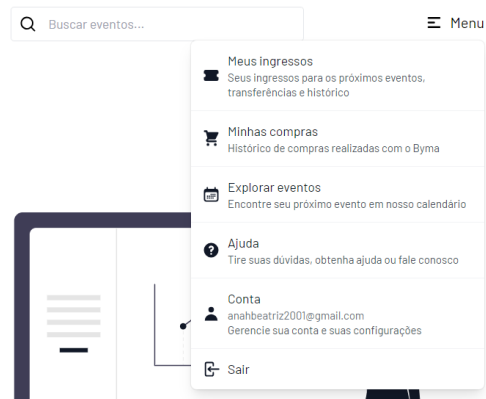 Buscar eventos...
Menu
Meus ingressos
Seus ingressos para os próximos eventos,
transferências e histórico
Minhas compras
Histórico de compras realizadas com o Byma
Explorar eventos
Encontre seu próximo evento em nosso calendário
Ajuda
Tire suas dúvidas, obtenha ajuda ou fale conosco
Conta
anahbeatriz2001@gmail.com
Gerencie sua conta e suas configurações
Sair